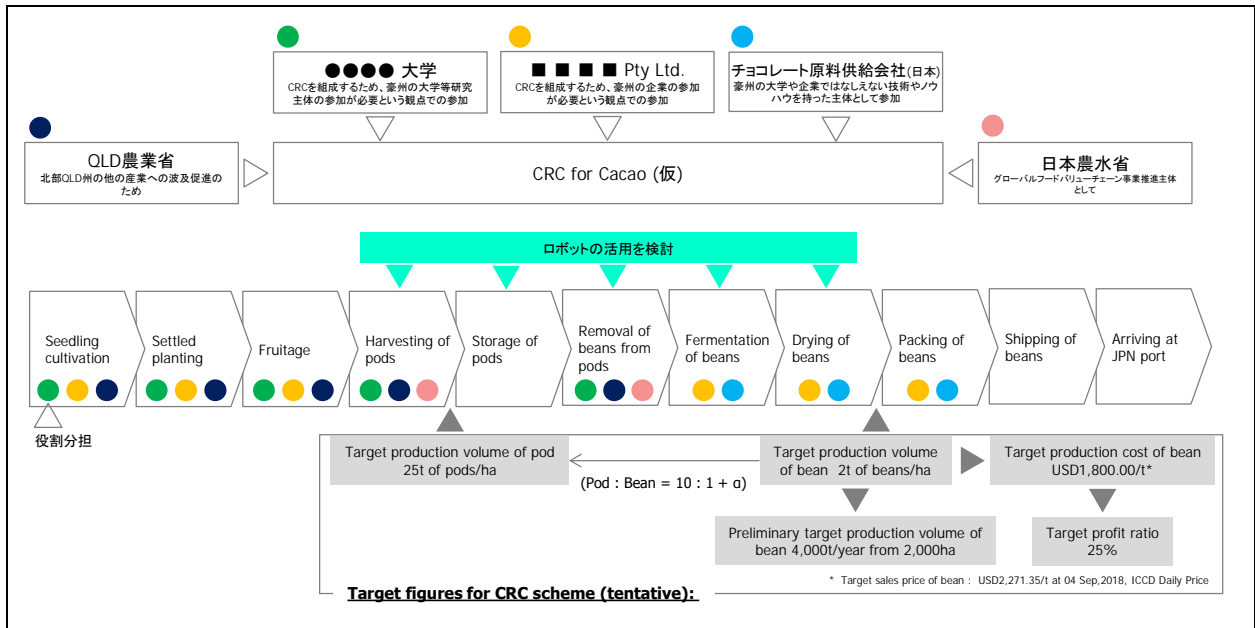 ●●●● 大学
CRCを組成するため、豪州の大学等研究
主体の参加が必要という観点での参加
■ ■ ■ ■ Pty Ltd.
CRCを組成するため、豪州の企業の参加
が必要という観点での参加
チョコレート原料供給会社(日本)
豪州の大学や企業ではなしえない技術やノウ
ハウを持った主体として参加
QLD農業省
北部QLD州の他の産業への波及促進の
ため
CRC for Cacao (仮)
日本農水省
グローバルフードバリューチェーン事業推進主体
として
ロボットの活用を検討
Seedling
cultivation
Settled
planting
Fruitage
Harvesting of
pods
Storage of
pods
Removal of
beans from
pods
Fermentation
of beans
Drying of
beans
Packing of
beans
Shipping of
beans
Arriving at
JPN port
役割分担
Target production volume of pod
25t of pods/ha
(Pod : Bean = 10 : 1 + α)
Target production volume
of bean 2t of beans/ha
Target production cost of bean
USD1,800.00/t*
Preliminary target production volume of
bean 4,000t/year from 2,000ha
Target profit ratio
25%
* Target sales price of bean : USD2,271.35/t at 04 Sep,2018, ICCD Daily Price
Target figures for CRC scheme (tentative):